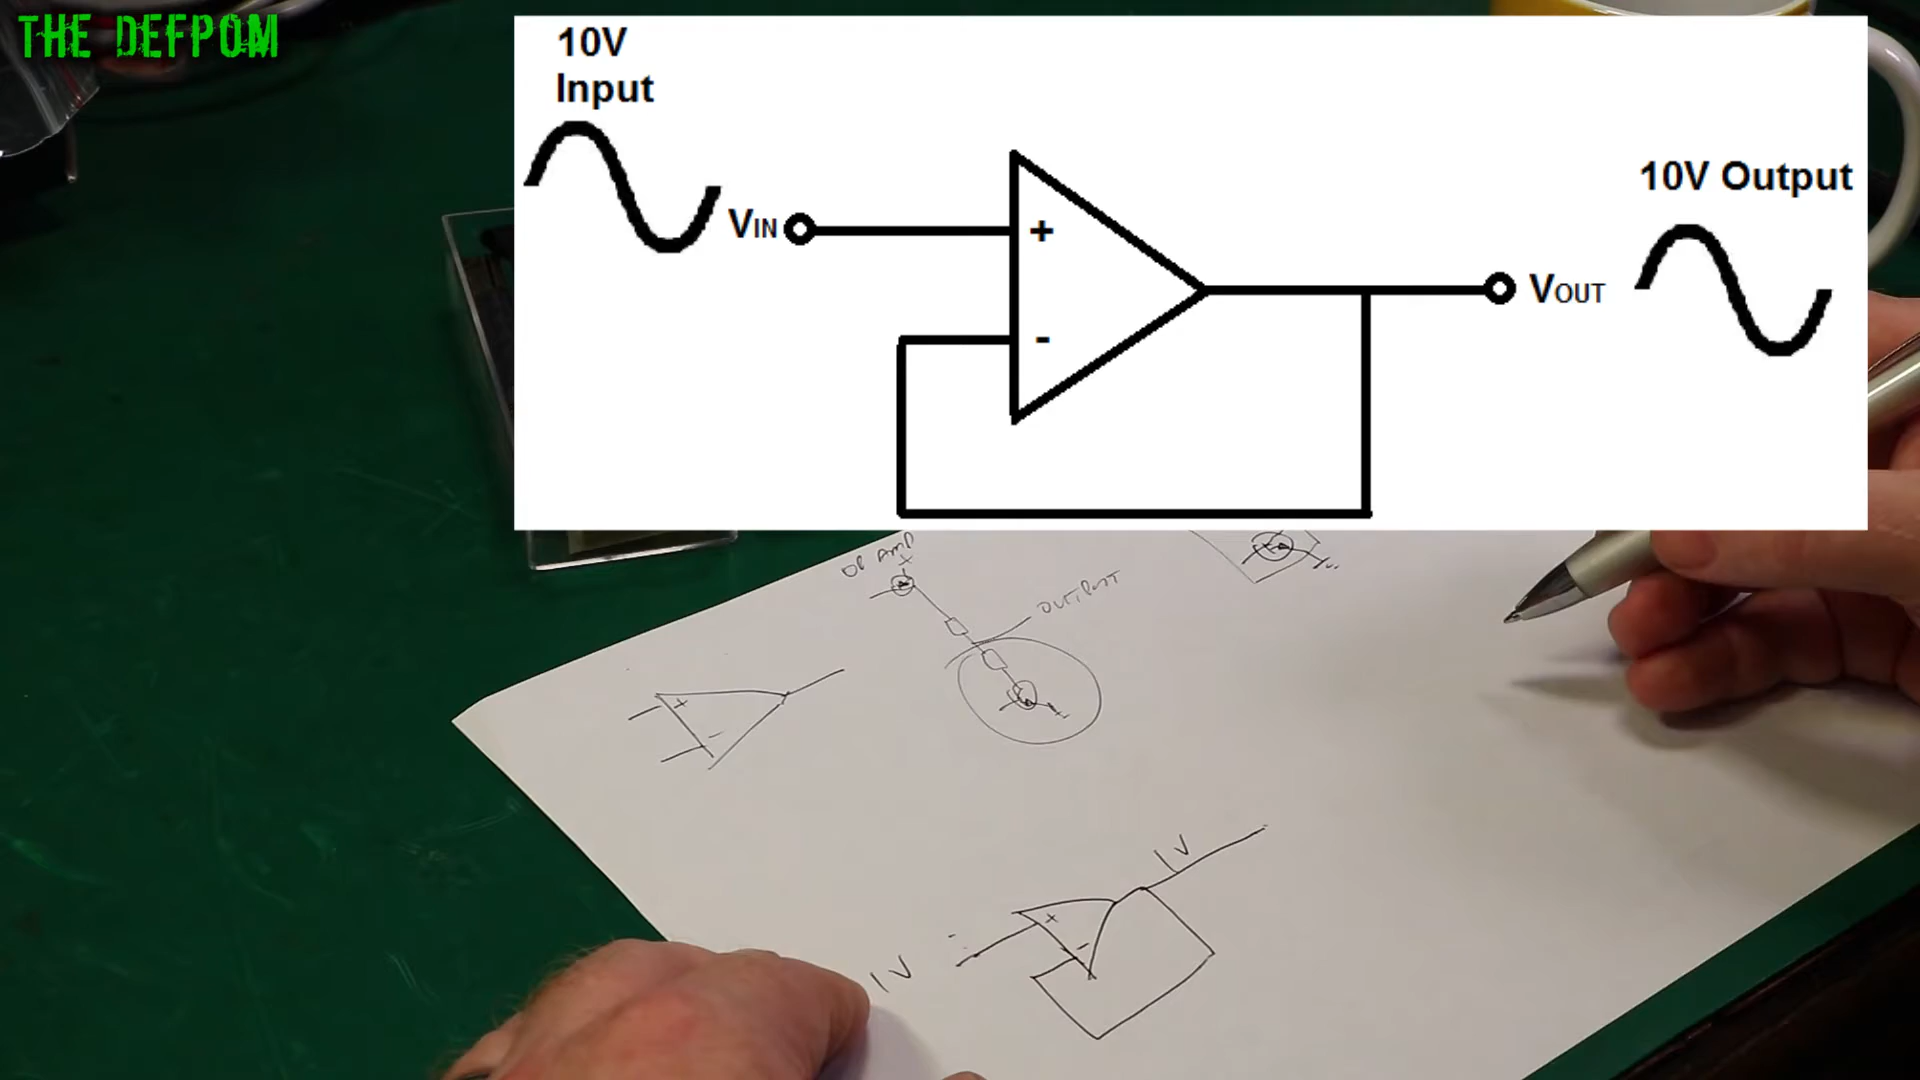 THE DEFPOM
10V
Input
VIN
+
-
10V Output
VOUT
OP AMP
OUTPUT
+
-
1V
+
-
1V